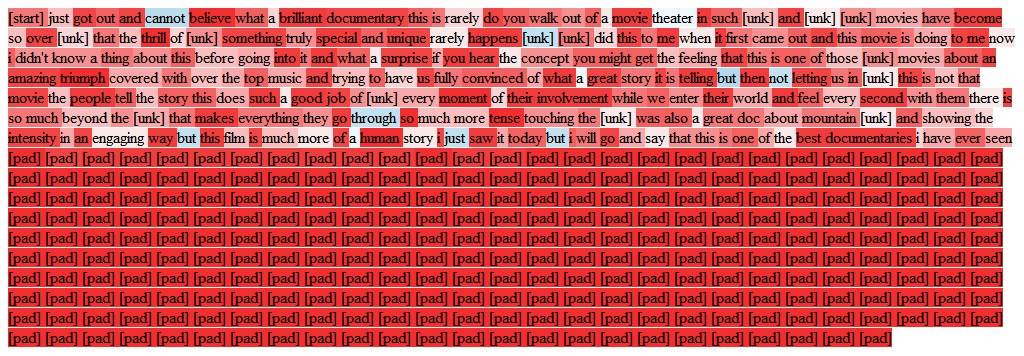 [start] just got out and cannot believe what a brilliant documentary this is rarely do you walk out of a movie theater in such [unk] and [unk] [unk] movies have become
so over [unk] that the thrill of [unk] something truly special and unique rarely happens [unk] [unk] did this to me when it first came out and this movie is doing to me now
i didn't know a thing about this before going into it and what a surprise if you hear the concept you might get the feeling that this is one of those [unk] movies about an
amazing triumph covered with over the top music and trying to have us fully convinced of what a great story it is telling but then not letting us in [unk] this is not that
movie the people tell the story this does such a good job of [unk] every moment of their involvement while we enter their world and feel every second with them there is
so much beyond the [unk] that makes everything they go through so much more tense touching the [unk] was also a great doc about mountain [unk] and showing the
intensity in an engaging way but this film is much more of a human story i just saw it today but i will go and say that this is one of the best documentaries i have ever seen
[pad] [pad] [pad] [pad] [pad] [pad] [pad] [pad] [pad] [pad] [pad] [pad] [pad] [pad] [pad] [pad] [pad] [pad] [pad] [pad] [pad] [pad] [pad] [pad] [pad] [pad] [pad]
[pad] [pad] [pad] [pad] [pad] [pad] [pad] [pad] [pad] [pad] [pad] [pad] [pad] [pad] [pad] [pad] [pad] [pad] [pad] [pad] [pad] [pad] [pad] [pad] [pad] [pad] [pad]
[pad] [pad] [pad] [pad] [pad] [pad] [pad] [pad] [pad] [pad] [pad] [pad] [pad] [pad] [pad] [pad] [pad] [pad] [pad] [pad] [pad] [pad] [pad] [pad] [pad] [pad] [pad]
[pad] [pad] [pad] [pad] [pad] [pad] [pad] [pad] [pad] [pad] [pad] [pad] [pad] [pad] [pad] [pad] [pad] [pad] [pad] [pad] [pad] [pad] [pad] [pad] [pad] [pad] [pad]
[pad] [pad] [pad] [pad] [pad] [pad] [pad] [pad] [pad] [pad] [pad] [pad] [pad] [pad] [pad] [pad] [pad] [pad] [pad] [pad] [pad] [pad] [pad] [pad] [pad] [pad] [pad]
[pad] [pad] [pad] [pad] [pad] [pad] [pad] [pad] [pad] [pad] [pad] [pad] [pad] [pad] [pad] [pad] [pad] [pad] [pad] [pad] [pad] [pad] [pad] [pad] [pad] [pad] [pad]
[pad] [pad] [pad] [pad] [pad] [pad] [pad] [pad] [pad] [pad] [pad] [pad] [pad] [pad] [pad] [pad] [pad] [pad] [pad] [pad] [pad] [pad] [pad] [pad] [pad] [pad] [pad]
[pad] [pad] [pad] [pad] [pad] [pad] [pad] [pad] [pad] [pad] [pad] [pad] [pad] [pad] [pad] [pad] [pad] [pad] [pad] [pad] [pad] [pad] [pad] [pad] [pad] [pad] [pad]
[pad] [pad] [pad] [pad] [pad] [pad] [pad] [pad] [pad] [pad] [pad] [pad] [pad] [pad] [pad] [pad] [pad] [pad] [pad] [pad] [pad] [pad] [pad] [pad] [pad] [pad] [pad]
[pad] [pad] [pad] [pad] [pad] [pad] [pad] [pad] [pad] [pad] [pad] [pad] [pad] [pad] [pad] [pad] [pad] [pad] [pad] [pad] [pad] [pad] [pad] [pad]